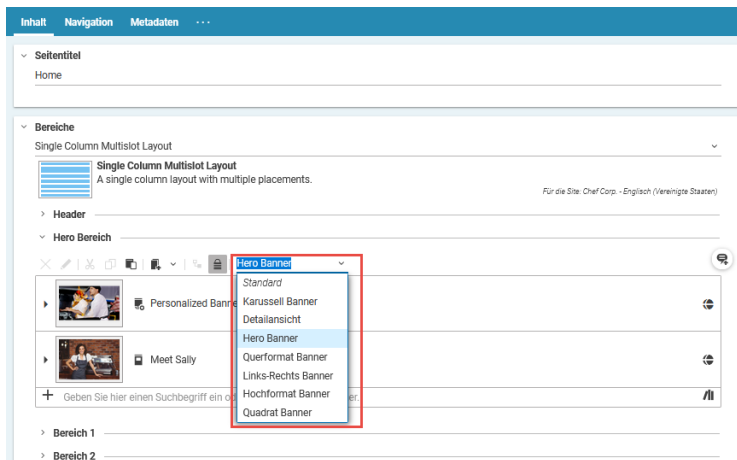 Inhalt Navigation Metadaten ···
Seitentitel
Home
Bereiche
Single Column Multislot Layout
Single Column Multislot Layout
A single column layout with multiple placements.
Für die Site: Chef Corp. - Englisch (Vereinigte Staaten)
Header
Hero Bereich
Hero Banner
Standard
Personalized Banne
Karussell Banner
Detailansicht
Hero Banner
Meet Sally
Querformat Banner
Links-Rechts Banner
Geben Sie hier einen Suchbegriff ein od
er.
Hochformat Banner
Quadrat Banner
Bereich 1
Bereich 2